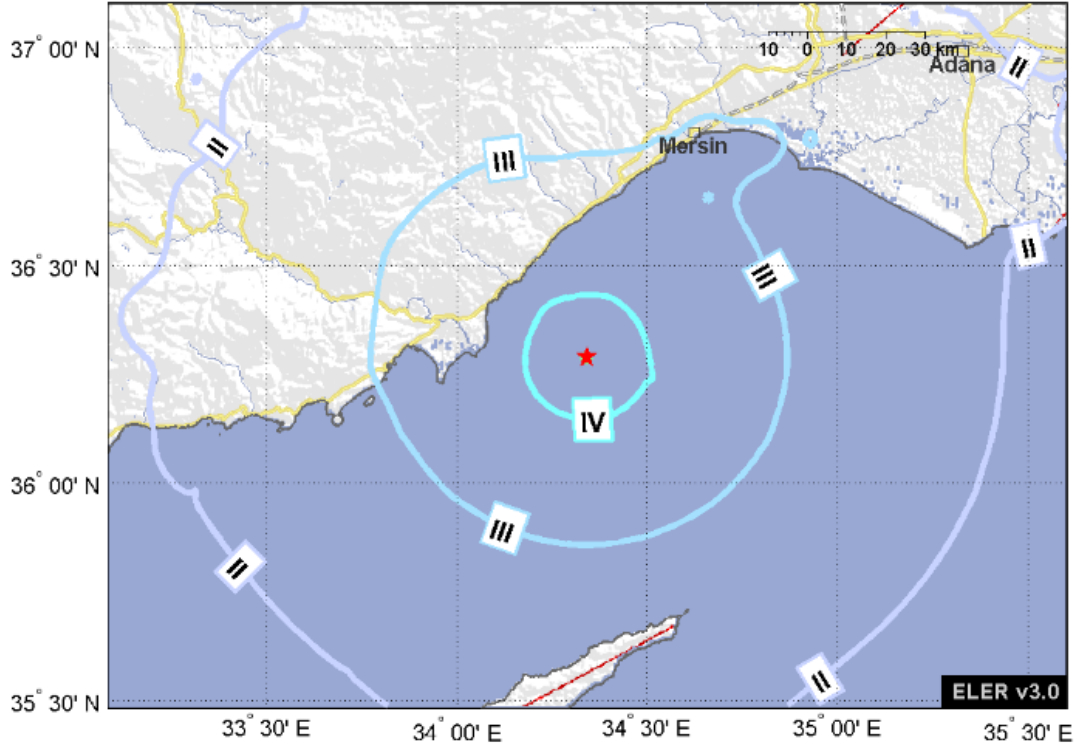 37° 00' N
10 0 10 20 30 km
II
Adana
II
III
Mersin
36° 30' N
II
III
IV
36° 00' N
III
II
II
35° 30' N
ELER v3.0
33° 30' E
34° 00' E
34° 30' E
35° 00' E
35° 30' E